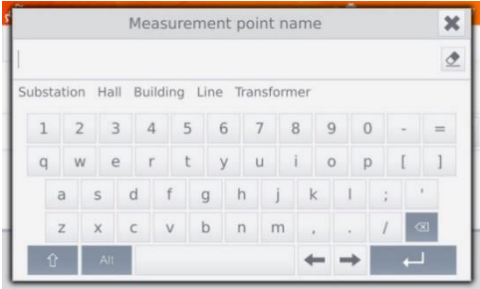 Measurement point name
Substation Hall Building Line Transformer
1 2 3 4 5 6 7 8 9 0 - =
q w e r t y u i o p [ ]
a s d f g h j k l ; '
z x c v b n m , . /
Alt